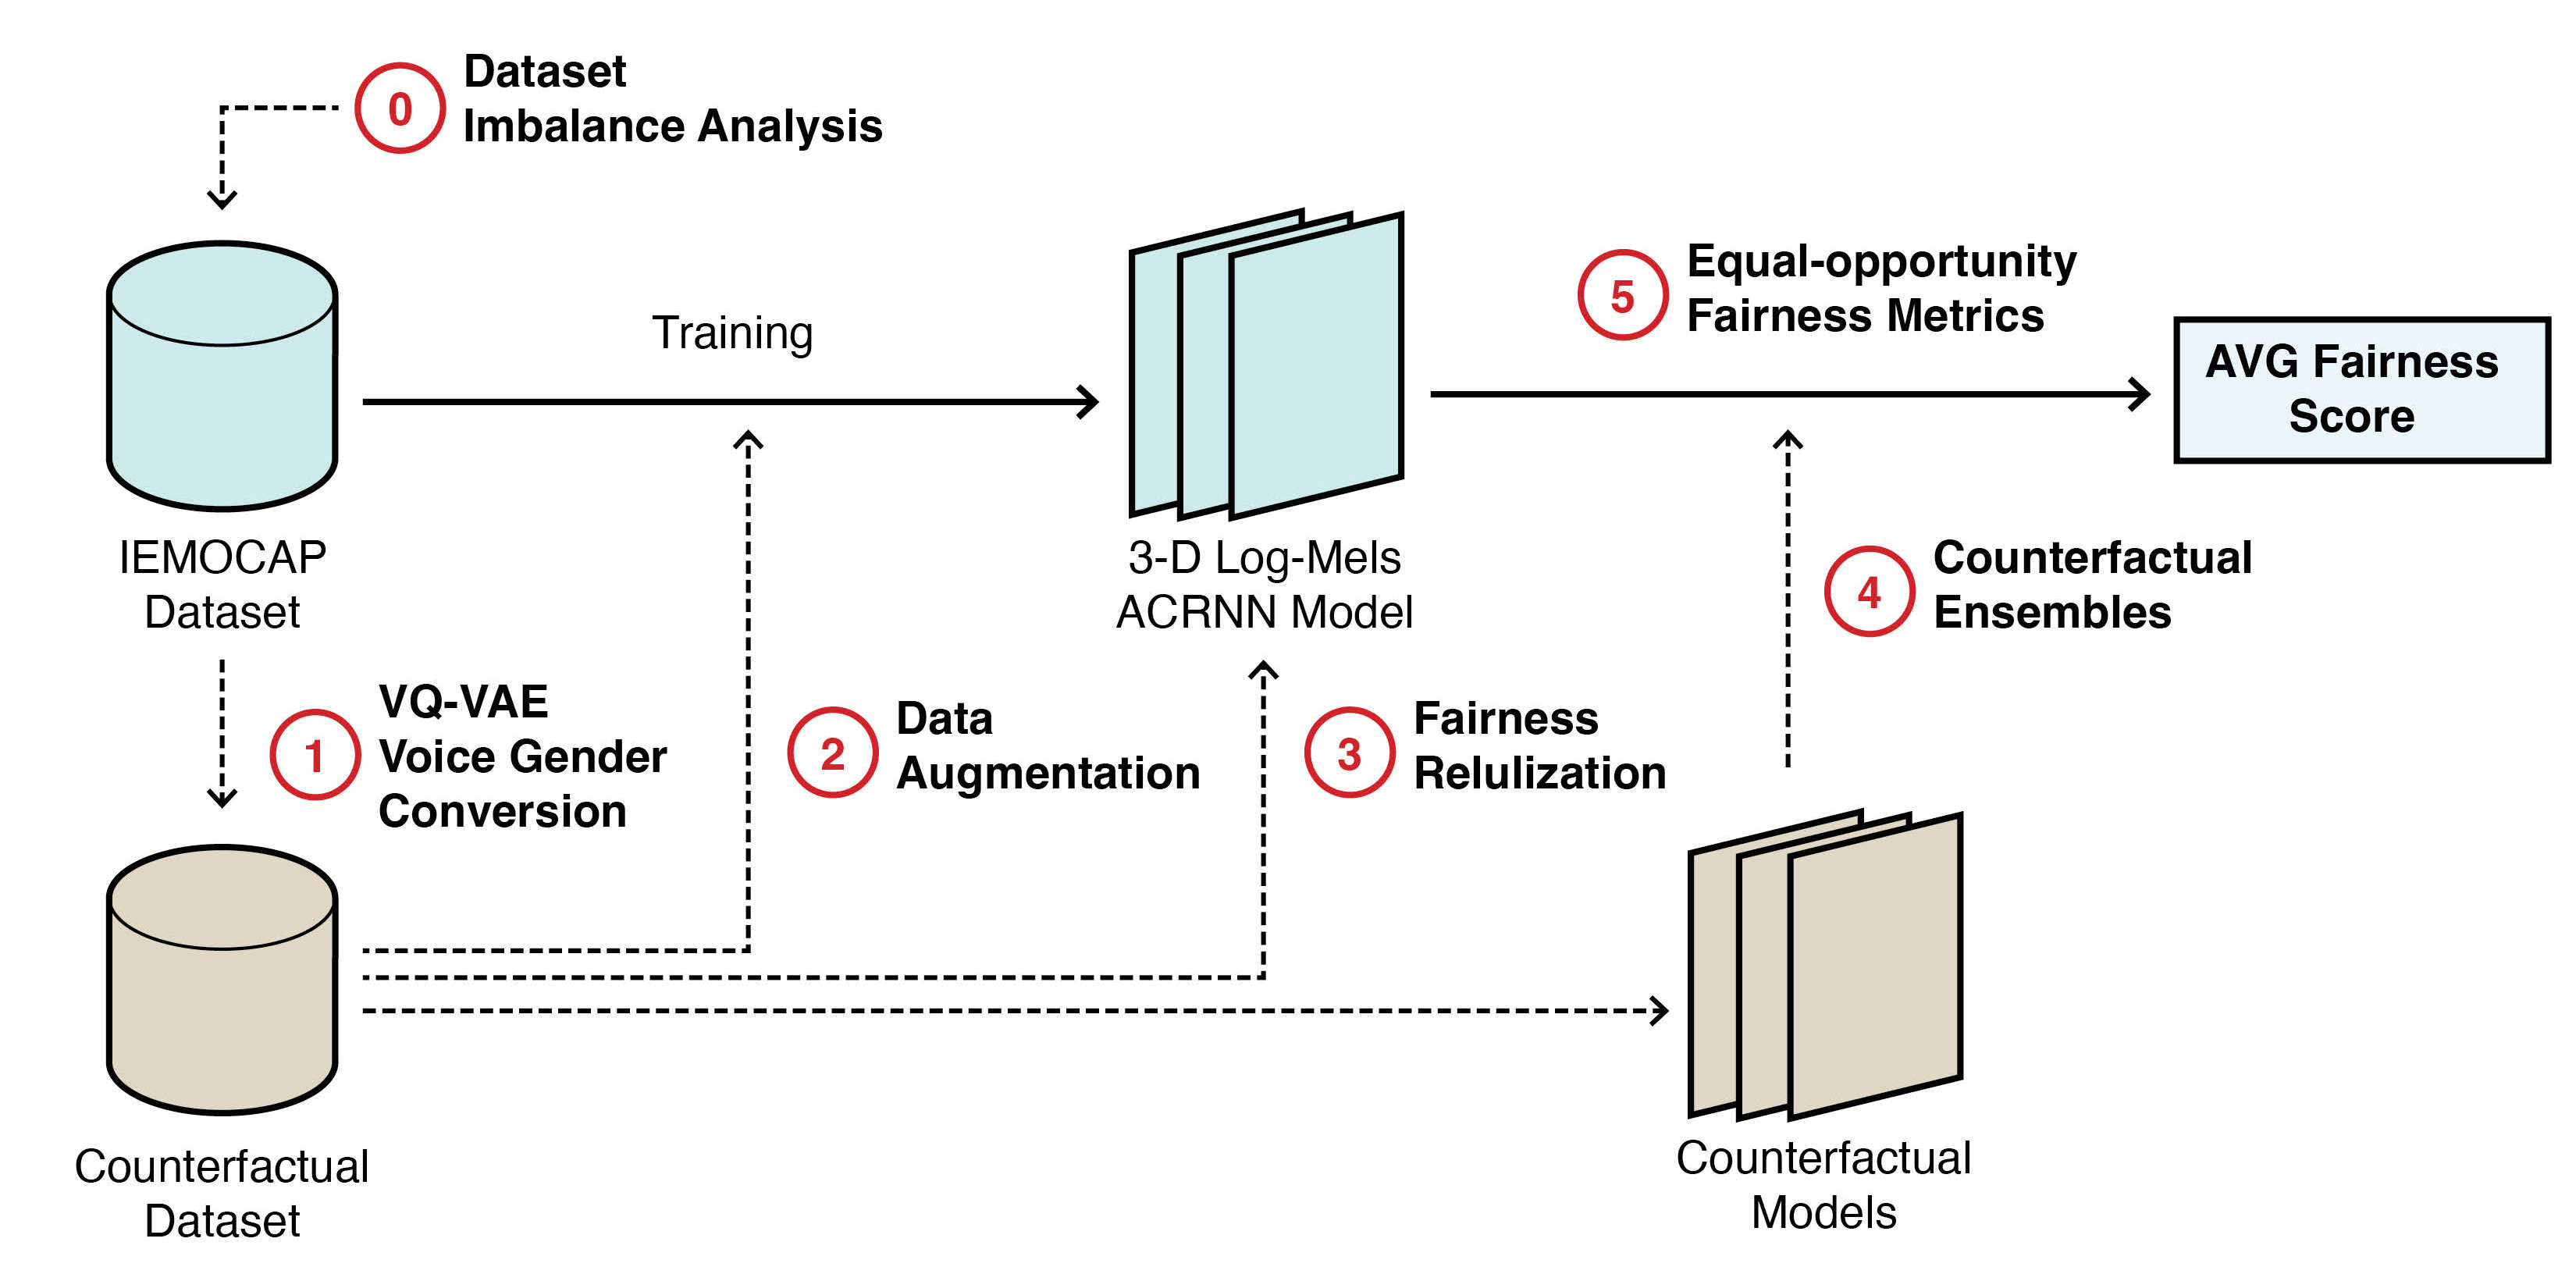 0
Dataset
Imbalance Analysis
Training
5
Equal-opportunity
Fairness Metrics
AVG Fairness
Score
IEMOCAP
Dataset
3-D Log-Mels
ACRNN Model
4
Counterfactual
Ensembles
1
VQ-VAE
Voice Gender
Conversion
2
Data
Augmentation
3
Fairness
Relulization
Counterfactual
Dataset
Counterfactual
Models